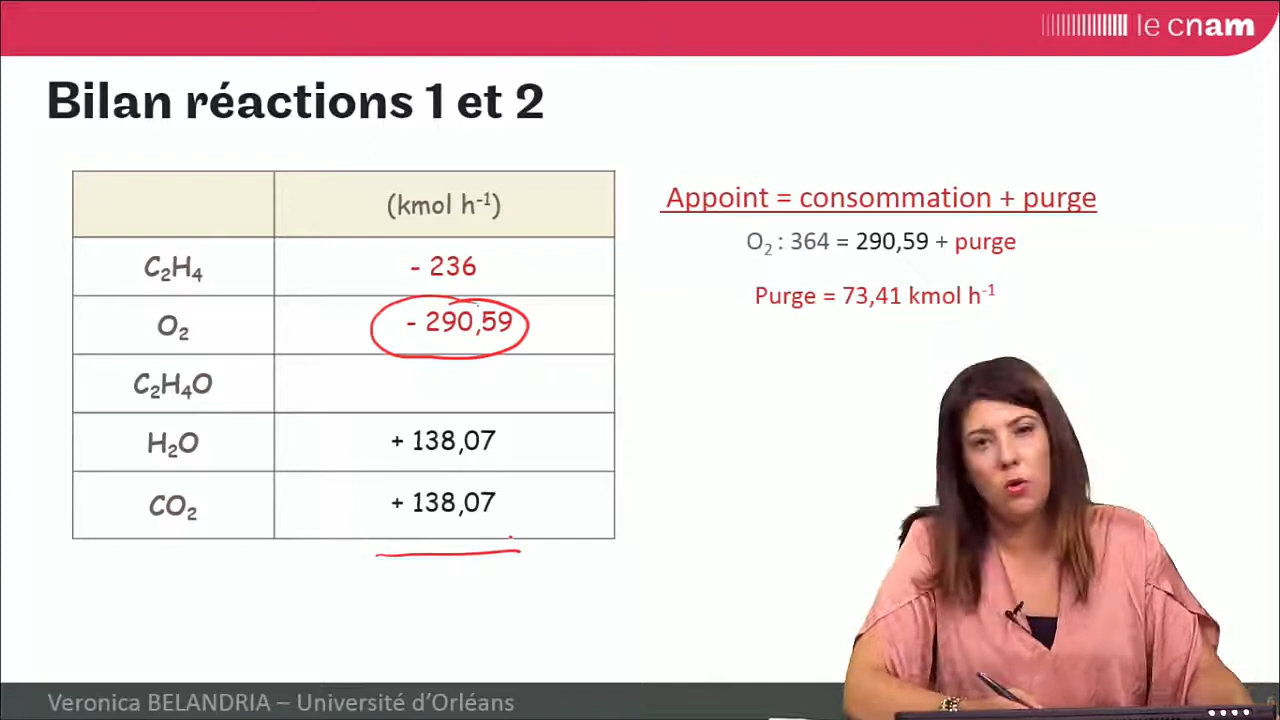 le cnam
Bilan réactions 1 et 2
(kmol h⁻¹)
C₂H₄ - 236
O₂ - 290,59
C₂H₄O
H₂O + 138,07
CO₂ + 138,07
Appoint = consommation + purge
O₂ : 364 = 290,59 + purge
Purge = 73,41 kmol h⁻¹
Veronica BELANDRIA – Université d'Orléans
6